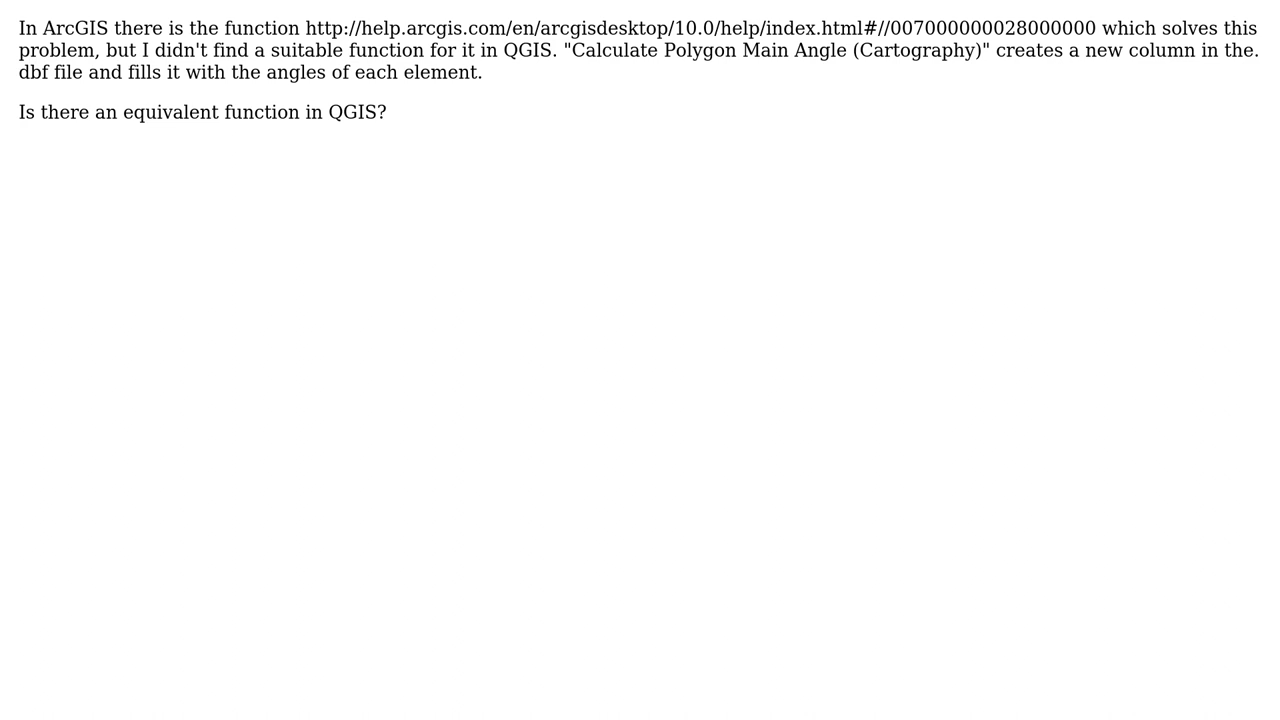 In ArcGIS there is the function http://help.arcgis.com/en/arcgisdesktop/10.0/help/index.html#//007000000028000000 which solves this
problem, but I didn't find a suitable function for it in QGIS. "Calculate Polygon Main Angle (Cartography)" creates a new column in the.
dbf file and fills it with the angles of each element.
Is there an equivalent function in QGIS?